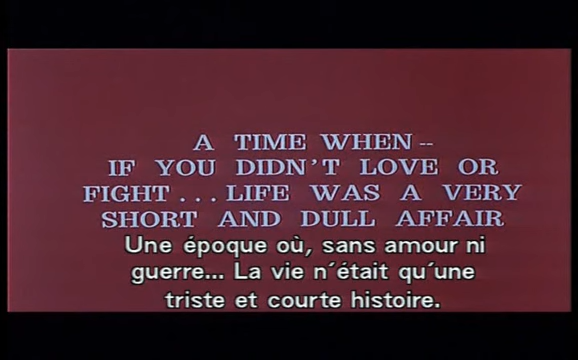 A TIME WHEN--
IF YOU DIDN'T LOVE OR
FIGHT... LIFE WAS A VERY
SHORT AND DULL AFFAIR
Une époque où, sans amour ni
guerre... La vie n'était qu'une
triste et courte histoire.